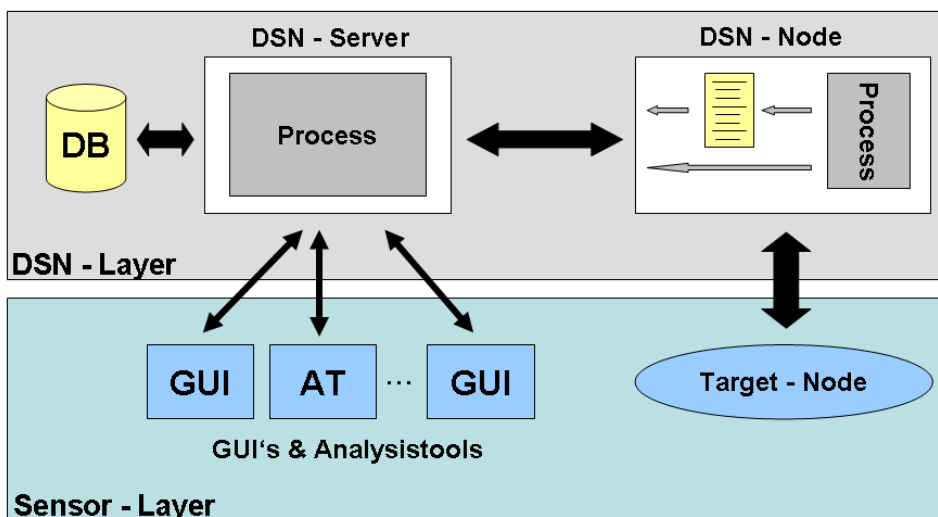 DSN - Server
DSN - Node
DB
Process
Process
DSN - Layer
GUI
AT
...
GUI
Target - Node
GUI‘s & Analysistools
Sensor - Layer